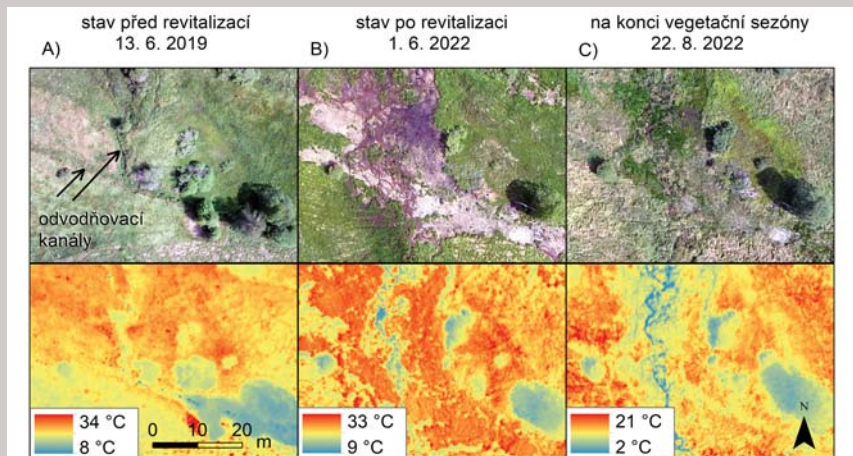 stav před revitalizací
13. 6. 2019
stav po revitalizaci
1. 6. 2022
na konci vegetační sezóny
22. 8. 2022
A)
B)
C)
odvodňovací
kanály
34 °C
8 °C
0 10 20
m
33 °C
9 °C
21 °C
2 °C
N